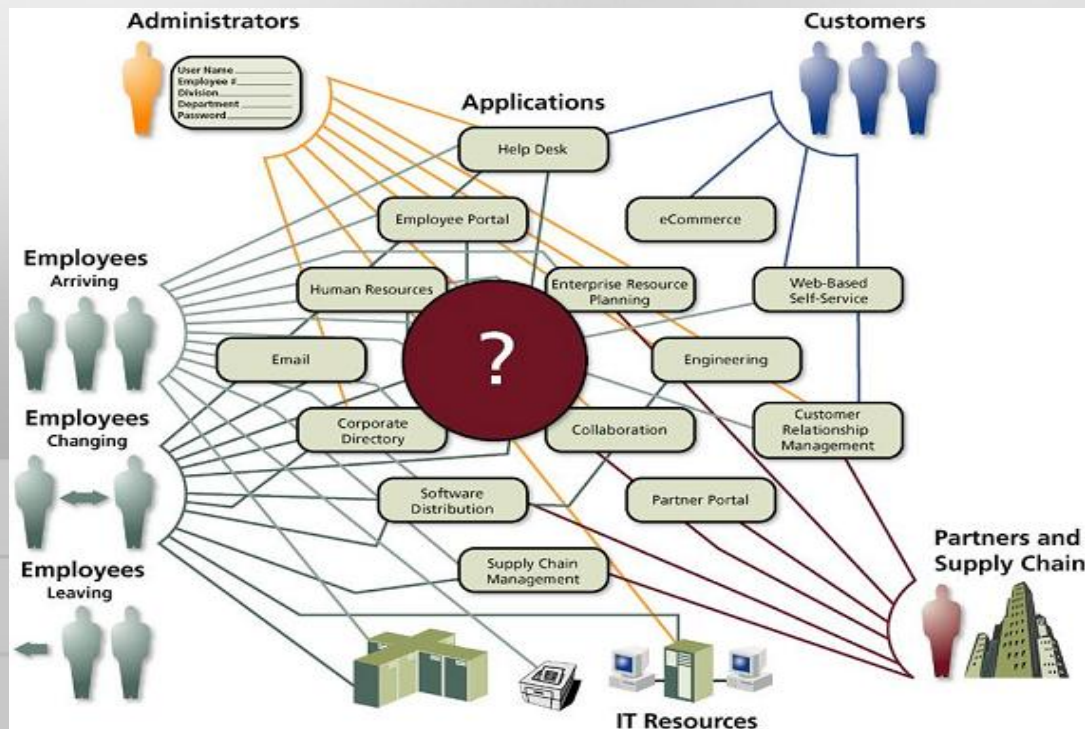 Administrators
User Name
Employee #
Division
Department
Password
Customers
Applications
Help Desk
Employee Portal
eCommerce
Employees
Arriving
Human Resources
Enterprise Resource
Planning
Web-Based
Self-Service
?
Email
Engineering
Employees
Changing
Corporate
Directory
Collaboration
Customer
Relationship
Management
Software
Distribution
Partner Portal
Partners and
Supply Chain
Employees
Leaving
Supply Chain
Management
IT Resources